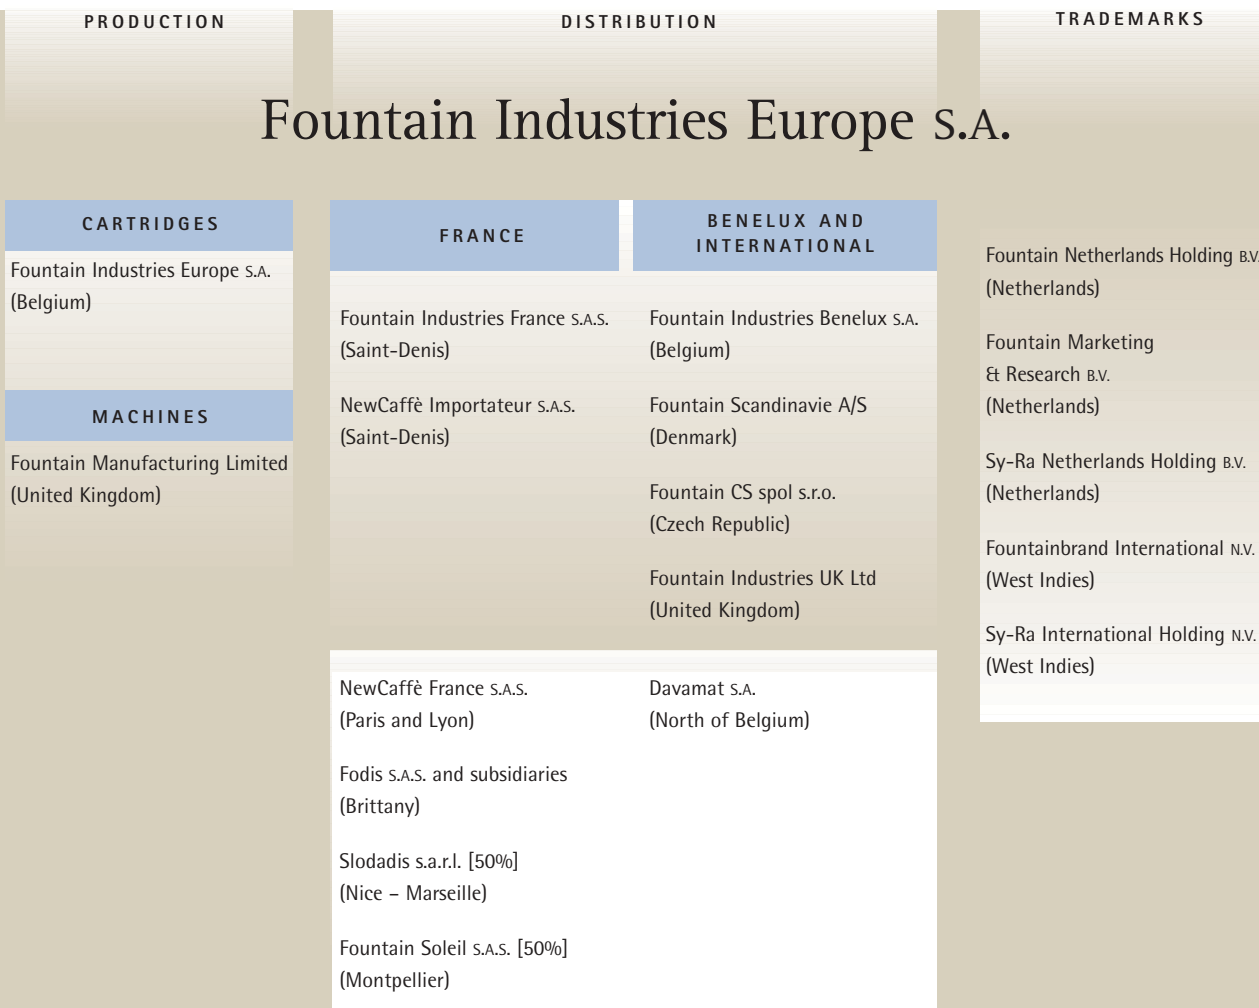 PRODUCTION
DISTRIBUTION
TRADEMARKS
Fountain Industries Europe S.A.
CARTRIDGES
Fountain Industries Europe S.A.
(Belgium)
MACHINES
Fountain Manufacturing Limited
(United Kingdom)
FRANCE
Fountain Industries France S.A.S.
(Saint-Denis)
NewCaffè Importateur S.A.S.
(Saint-Denis)
NewCaffè France S.A.S.
(Paris and Lyon)
Fodis S.A.S. and subsidiaries
(Brittany)
Slodadis s.a.r.l. [50%]
(Nice – Marseille)
Fountain Soleil S.A.S. [50%]
(Montpellier)
BENELUX AND
INTERNATIONAL
Fountain Industries Benelux S.A.
(Belgium)
Fountain Scandinavie A/S
(Denmark)
Fountain CS spol s.r.o.
(Czech Republic)
Fountain Industries UK Ltd
(United Kingdom)
Davamat S.A.
(North of Belgium)
Fountain Netherlands Holding B.V.
(Netherlands)
Fountain Marketing
& Research B.V.
(Netherlands)
Sy-Ra Netherlands Holding B.V.
(Netherlands)
Fountainbrand International N.V.
(West Indies)
Sy-Ra International Holding N.V.
(West Indies)